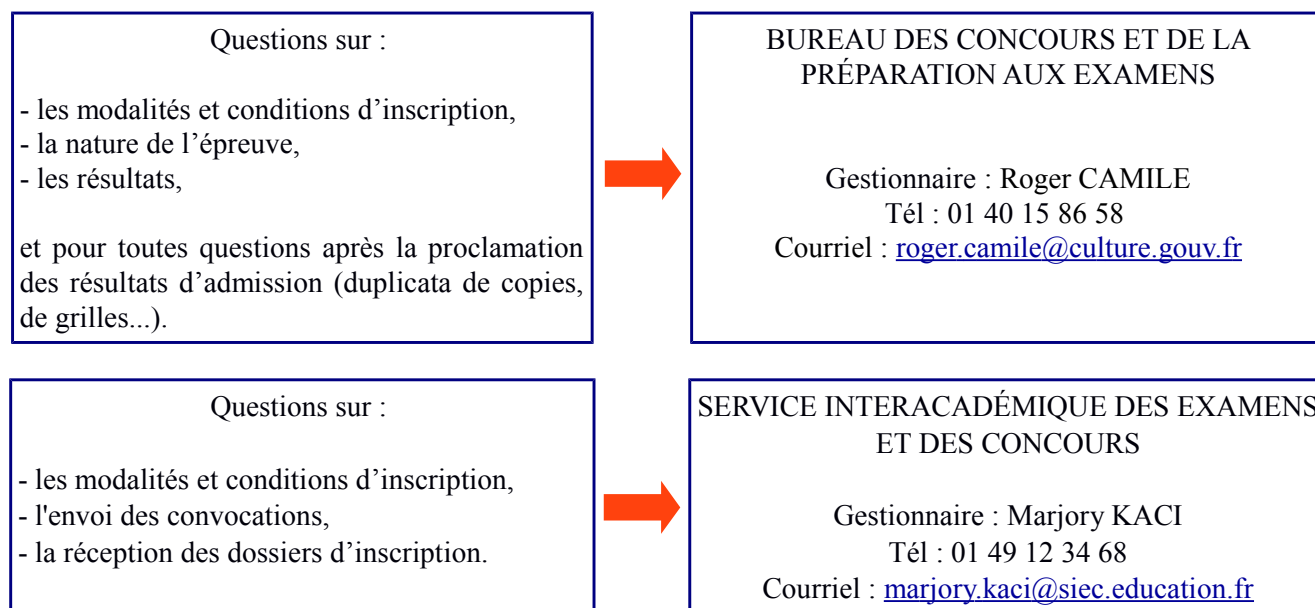 Questions sur :
- les modalités et conditions d’inscription,
- la nature de l’épreuve,
- les résultats,
et pour toutes questions après la proclamation
des résultats d’admission (duplicata de copies,
de grilles...).
BUREAU DES CONCOURS ET DE LA
PRÉPARATION AUX EXAMENS
Gestionnaire : Roger CAMILE
Tél : 01 40 15 86 58
Courriel : roger.camile@culture.gouv.fr
Questions sur :
- les modalités et conditions d’inscription,
- l'envoi des convocations,
- la réception des dossiers d’inscription.
SERVICE INTERACADÉMIQUE DES EXAMENS
ET DES CONCOURS
Gestionnaire : Marjory KACI
Tél : 01 49 12 34 68
Courriel : marjory.kaci@siec.education.fr